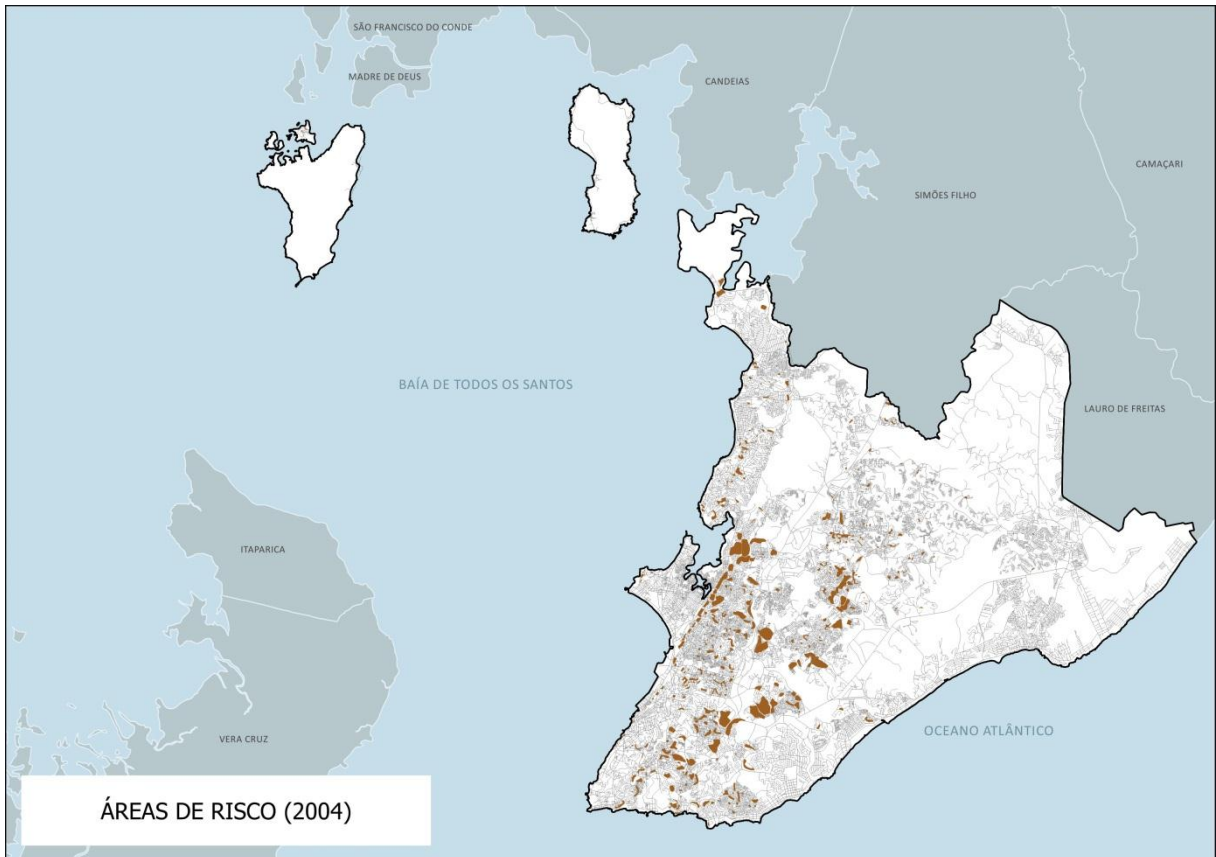 SÃO FRANCISCO DO CONDE
MADRE DE DEUS
CANDEIAS
CAMAÇARI
SIMÕES FILHO
BAÍA DE TODOS OS SANTOS
LAURO DE FREITAS
ITAPARICA
OCEANO ATLÂNTICO
VERA CRUZ
ÁREAS DE RISCO (2004)